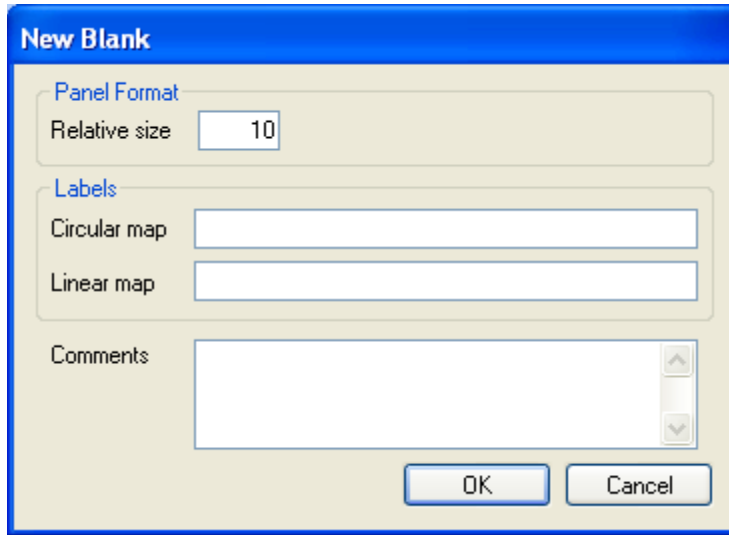 New Blank
Panel Format
Relative size 10
Labels
Circular map
Linear map
Comments
OK Cancel